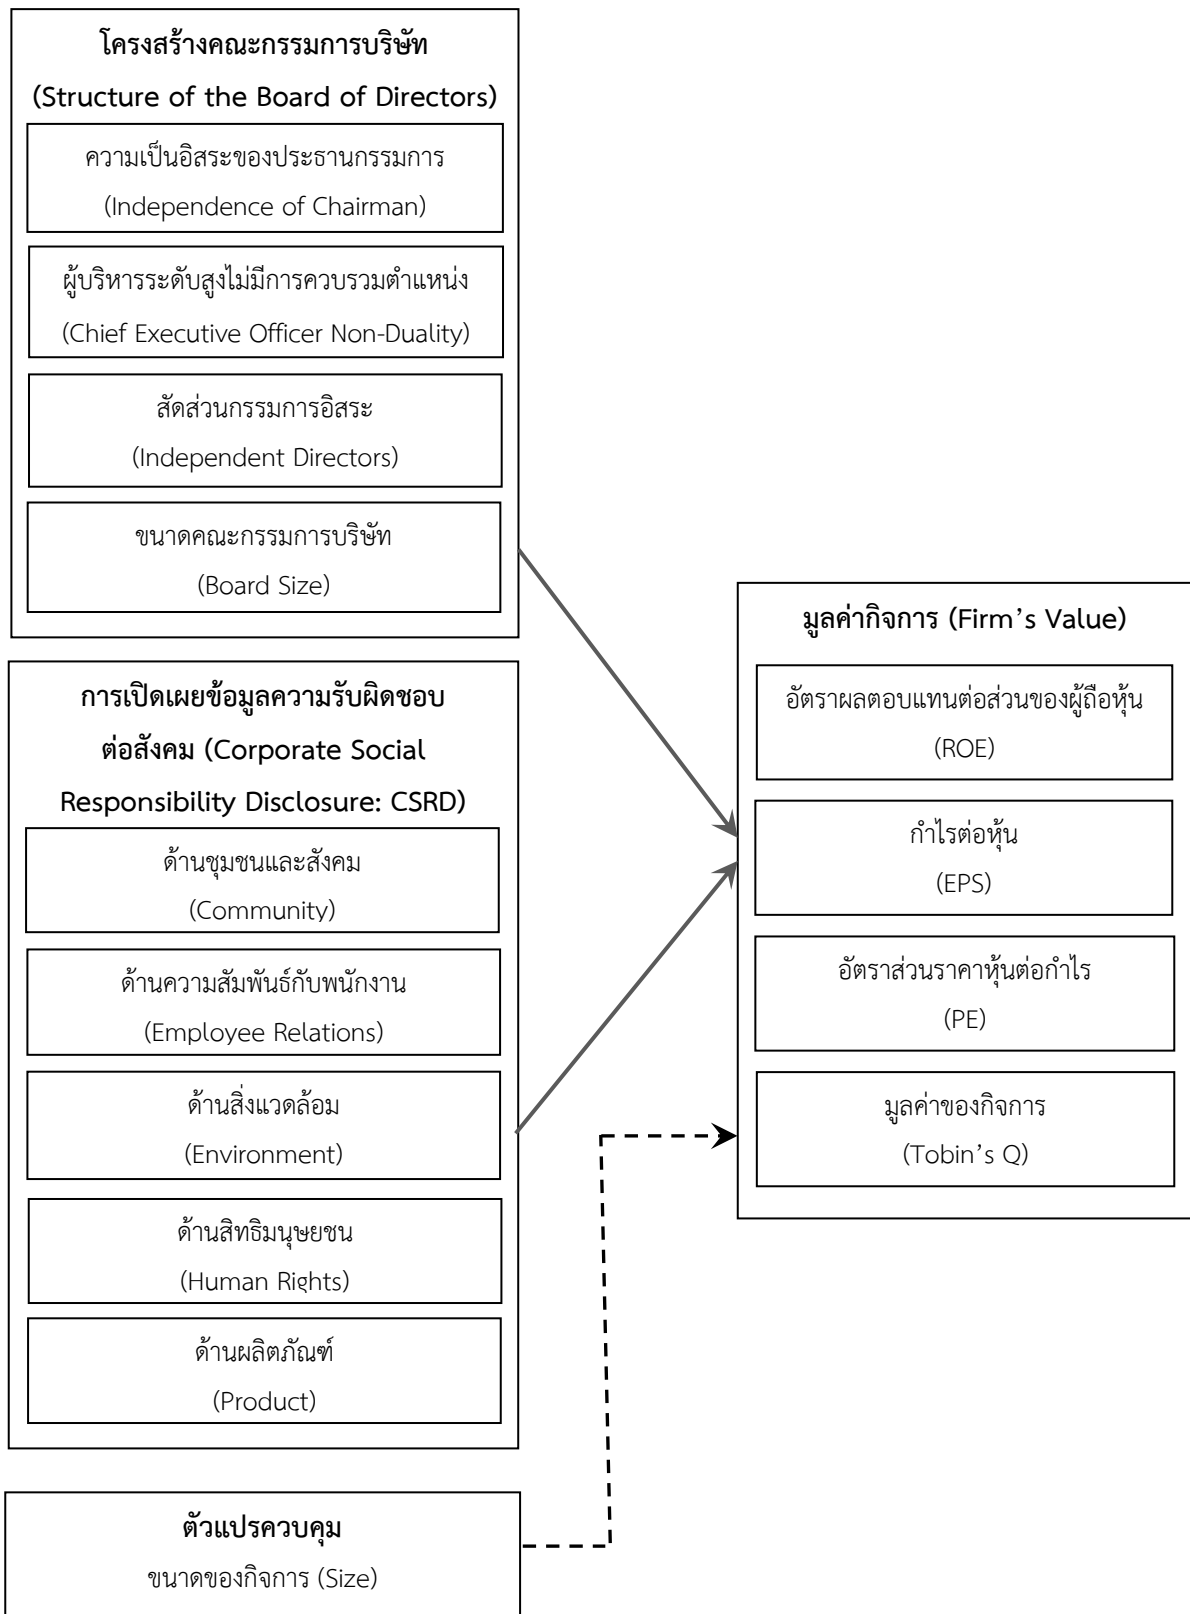 โครงสร้างคณะกรรมการบริษัท
(Structure of the Board of Directors)
ความเป็นอิสระของประธานกรรมการ
(Independence of Chairman)
ผู้บริหารระดับสูงไม่มีการควบรวมตำแหน่ง
(Chief Executive Officer Non-Duality)
สัดส่วนกรรมการอิสระ
(Independent Directors)
ขนาดคณะกรรมการบริษัท
(Board Size)
การเปิดเผยข้อมูลความรับผิดชอบ
ต่อสังคม (Corporate Social
Responsibility Disclosure: CSRD)
ด้านชุมชนและสังคม
(Community)
ด้านความสัมพันธ์กับพนักงาน
(Employee Relations)
ด้านสิ่งแวดล้อม
(Environment)
ด้านสิทธิมนุษยชน
(Human Rights)
ด้านผลิตภัณฑ์
(Product)
ตัวแปรควบคุม
ขนาดของกิจการ (Size)
มูลค่ากิจการ (Firm’s Value)
อัตราผลตอบแทนต่อส่วนของผู้ถือหุ้น
(ROE)
กำไรต่อหุ้น
(EPS)
อัตราส่วนราคาหุ้นต่อกำไร
(PE)
มูลค่าของกิจการ
(Tobin’s Q)